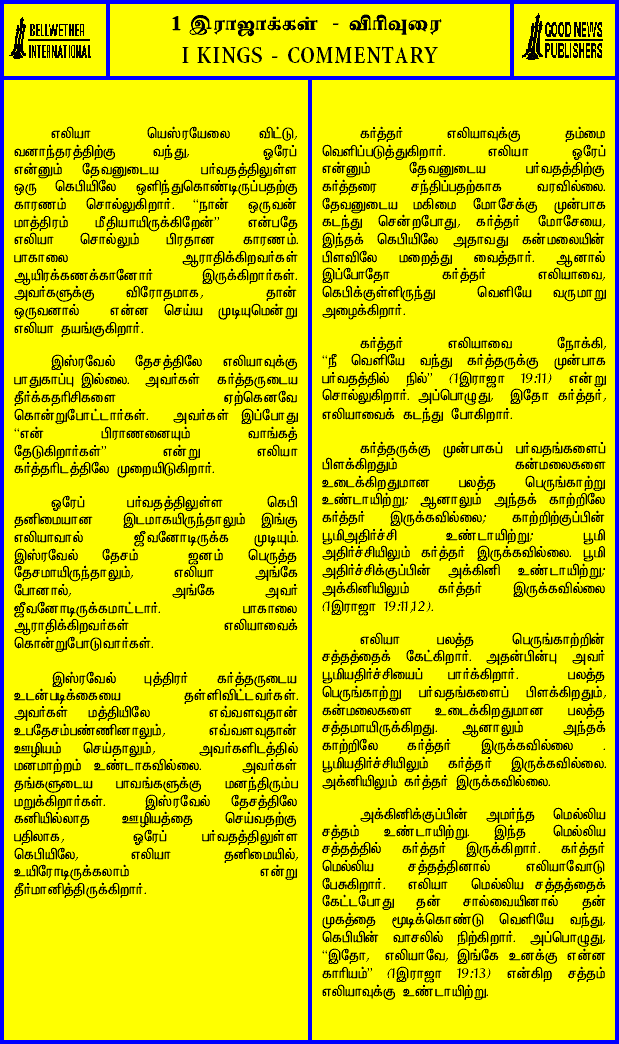 BELLWETHER
INTERNATIONAL
1 இராஜாக்கள் - விரிவுரை
I KINGS - COMMENTARY
GOOD NEWS
PUBLISHERS
எலியா யெஸ்ரயேலை விட்டு,
வனாந்தரத்திற்கு வந்து, ஓரேப்
என்னும் தேவனுடைய பர்வதத்திலுள்ள
ஒரு கெபியிலே ஒளிந்துகொண்டிருப்பதற்கு
காரணம் சொல்லுகிறார். “நான் ஒருவன்
மாத்திரம் மீதியாயிருக்கிறேன்” என்பதே
எலியா சொல்லும் பிரதான காரணம்.
பாகாலை ஆராதிக்கிறவர்கள்
ஆயிரக்கணக்கானோர் இருக்கிறார்கள்.
அவர்களுக்கு விரோதமாக, தான்
ஒருவனால் என்ன செய்ய முடியுமென்று
எலியா தயங்குகிறார்.
இஸ்ரவேல் தேசத்திலே எலியாவுக்கு
பாதுகாப்பு இல்லை. அவர்கள் கர்த்தருடைய
தீர்க்கதரிசிகளை ஏற்கெனவே
கொன்றுபோட்டார்கள். அவர்கள் இப்போது
“என் பிராணனையும் வாங்கத்
தேடுகிறார்கள்” என்று எலியா
கர்த்தரிடத்திலே முறையிடுகிறார்.
ஓரேப் பர்வதத்திலுள்ள கெபி
தனிமையான இடமாகயிருந்தாலும் இங்கு
எலியாவால் ஜீவனோடிருக்க முடியும்.
இஸ்ரவேல் தேசம் ஜனம் பெருத்த
தேசமாயிருந்தாலும், எலியா அங்கே
போனால், அங்கே அவர்
ஜீவனோடிருக்கமாட்டார். பாகாலை
ஆராதிக்கிறவர்கள் எலியாவைக்
கொன்றுபோடுவார்கள்.
இஸ்ரவேல் புத்திரர் கர்த்தருடைய
உடன்படிக்கையை தள்ளிவிட்டவர்கள்.
அவர்கள் மத்தியிலே எவ்வளவுதான்
உபதேசம்பண்ணினாலும், எவ்வளவுதான்
ஊழியம் செய்தாலும், அவர்களிடத்தில்
மனமாற்றம் உண்டாகவில்லை. அவர்கள்
தங்களுடைய பாவங்களுக்கு மனந்திரும்ப
மறுக்கிறார்கள். இஸ்ரவேல் தேசத்திலே
கனியில்லாத ஊழியத்தை செய்வதற்கு
பதிலாக, ஓரேப் பர்வதத்திலுள்ள
கெபியிலே, எலியா தனிமையில்,
உயிரோடிருக்கலாம் என்று
தீர்மானித்திருக்கிறார்.
கர்த்தர் எலியாவுக்கு தம்மை
வெளிப்படுத்துகிறார். எலியா ஓரேப்
என்னும் தேவனுடைய பர்வதத்திற்கு
கர்த்தரை சந்திப்பதற்காக வரவில்லை.
தேவனுடைய மகிமை மோசேக்கு முன்பாக
கடந்து சென்றபோது, கர்த்தர் மோசேயை,
இந்தக் கெபியிலே அதாவது கன்மலையின்
பிளவிலே மறைத்து வைத்தார். ஆனால்
இப்போதோ கர்த்தர் எலியாவை,
கெபிக்குள்ளிருந்து வெளியே வருமாறு
அழைக்கிறார்.
கர்த்தர் எலியாவை நோக்கி,
“நீ வெளியே வந்து கர்த்தருக்கு முன்பாக
பர்வதத்தில் நில்” (1இராஜா 19:11) என்று
சொல்லுகிறார். அப்பொழுது, இதோ கர்த்தர்,
எலியாவைக் கடந்து போகிறார்.
கர்த்தருக்கு முன்பாகப் பர்வதங்களைப்
பிளக்கிறதும் கன்மலைகளை
உடைக்கிறதுமான பலத்த பெருங்காற்று
உண்டாயிற்று; ஆனாலும் அந்தக் காற்றிலே
கர்த்தர் இருக்கவில்லை; காற்றிற்குப்பின்
பூமிஅதிர்ச்சி உண்டாயிற்று; பூமி
அதிர்ச்சியிலும் கர்த்தர் இருக்கவில்லை. பூமி
அதிர்ச்சிக்குப்பின் அக்கினி உண்டாயிற்று;
அக்கினியிலும் கர்த்தர் இருக்கவில்லை
(1இராஜா 19:11,12).
எலியா பலத்த பெருங்காற்றின்
சத்தத்தைக் கேட்கிறார். அதன்பின்பு அவர்
பூமியதிர்ச்சியைப் பார்க்கிறார். பலத்த
பெருங்காற்று பர்வதங்களைப் பிளக்கிறதும்,
கன்மலைகளை உடைக்கிறதுமான பலத்த
சத்தமாயிருக்கிறது. ஆனாலும் அந்தக்
காற்றிலே கர்த்தர் இருக்கவில்லை .
பூமியதிர்ச்சியிலும் கர்த்தர் இருக்கவில்லை.
அக்னியிலும் கர்த்தர் இருக்கவில்லை.
அக்கினிக்குப்பின் அமர்ந்த மெல்லிய
சத்தம் உண்டாயிற்று. இந்த மெல்லிய
சத்தத்தில் கர்த்தர் இருக்கிறார். கர்த்தர்
மெல்லிய சத்தத்தினால் எலியாவோடு
பேசுகிறார். எலியா மெல்லிய சத்தத்தைக்
கேட்டபோது தன் சால்வையினால் தன்
முகத்தை மூடிக்கொண்டு வெளியே வந்து,
கெபியின் வாசலில் நிற்கிறார். அப்பொழுது,
“இதோ, எலியாவே, இங்கே உனக்கு என்ன
காரியம்” (1இராஜா 19:13) என்கிற சத்தம்
எலியாவுக்கு உண்டாயிற்று.